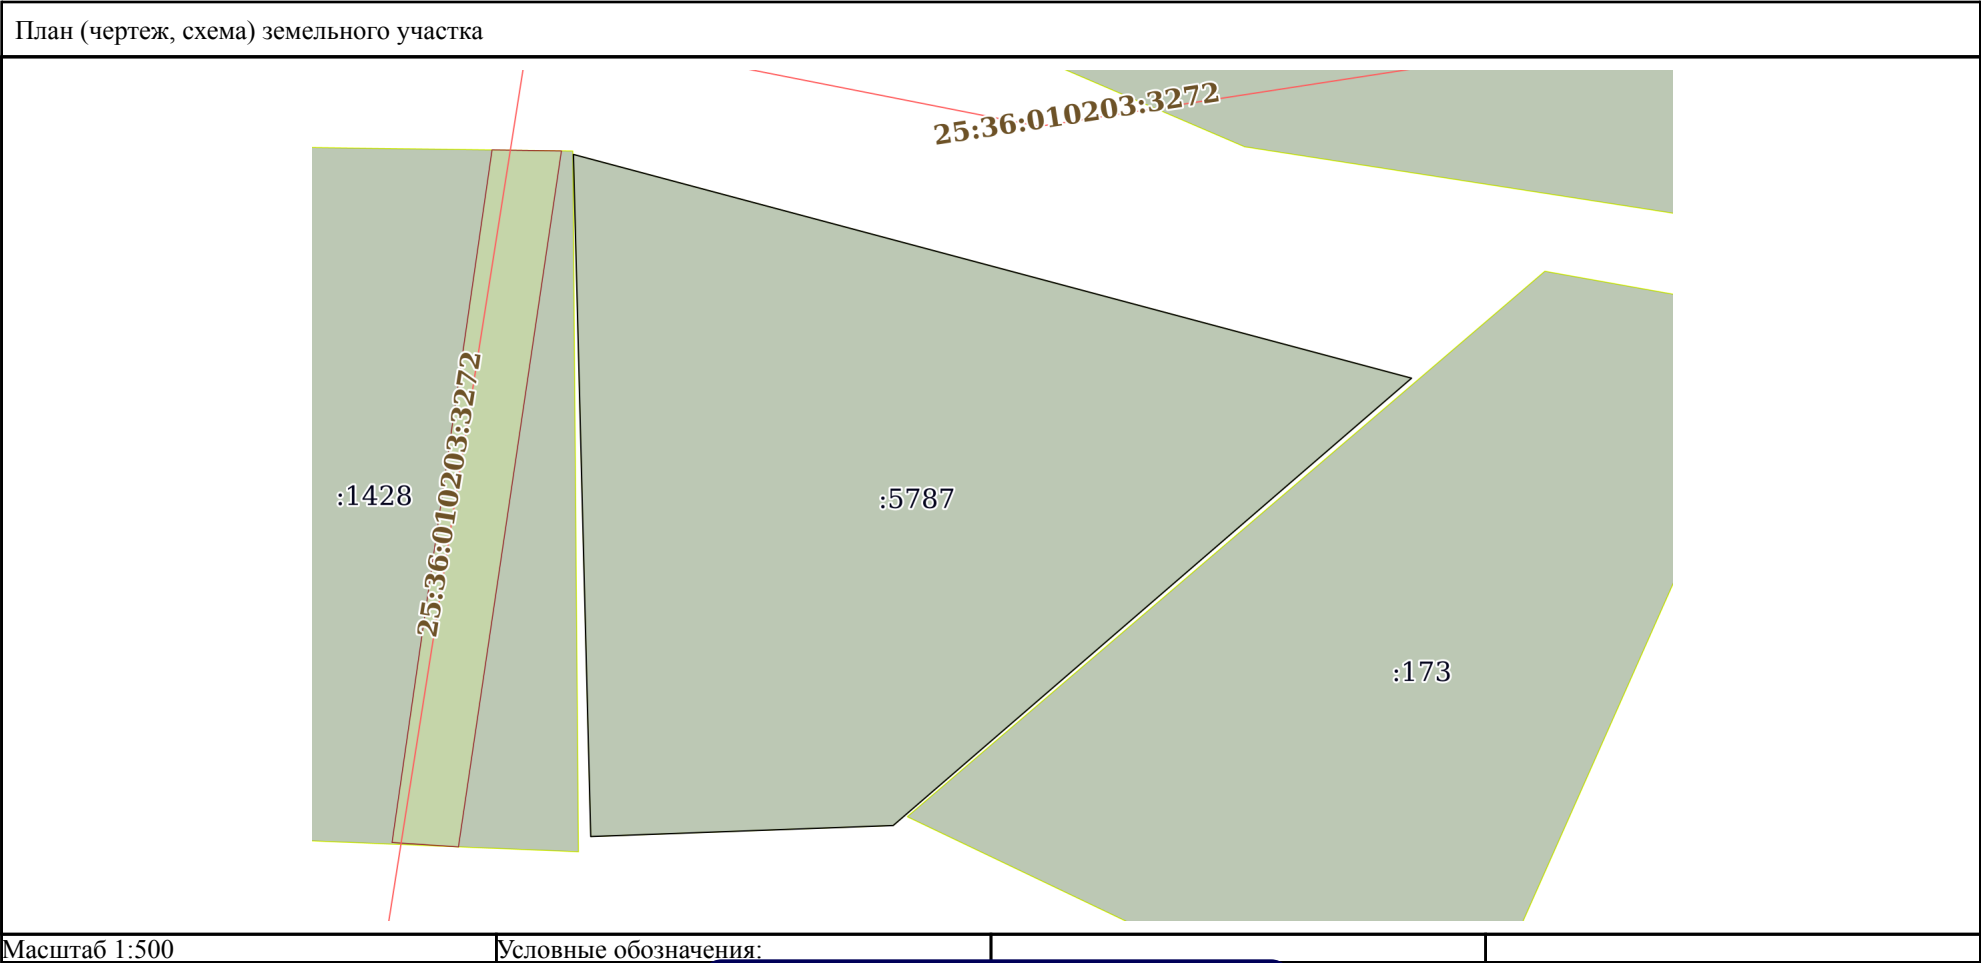 План (чертеж, схема) земельного участка
25:36:010203:3272
25:36:010203:3272
:1428
:5787
:173
Масштаб 1:500
Условные обозначения: